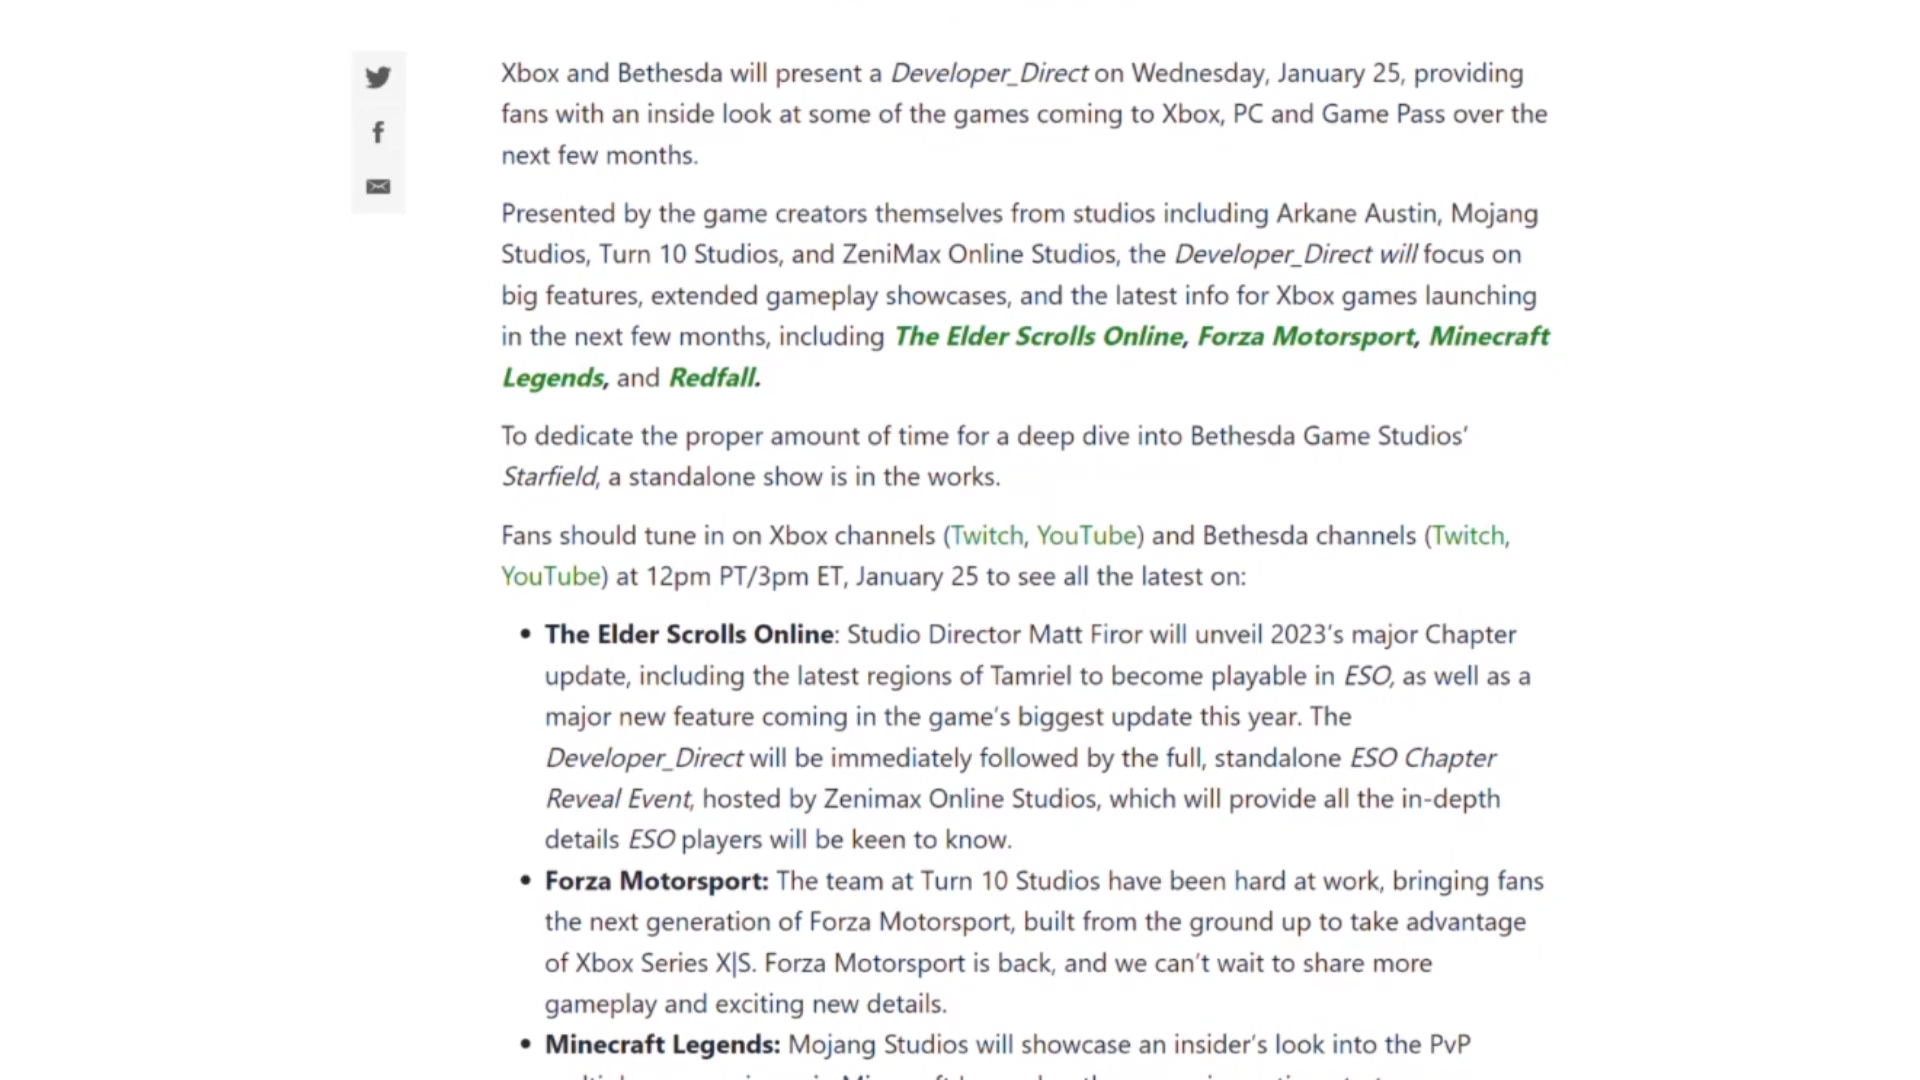 Xbox and Bethesda will present a Developer_Direct on Wednesday, January 25, providing
fans with an inside look at some of the games coming to Xbox, PC and Game Pass over the
next few months.
Presented by the game creators themselves from studios including Arkane Austin, Mojang
Studios, Turn 10 Studios, and ZeniMax Online Studios, the Developer_Direct will focus on
big features, extended gameplay showcases, and the latest info for Xbox games launching
in the next few months, including The Elder Scrolls Online, Forza Motorsport, Minecraft
Legends, and Redfall.
To dedicate the proper amount of time for a deep dive into Bethesda Game Studios’
Starfield, a standalone show is in the works.
Fans should tune in on Xbox channels (Twitch, YouTube) and Bethesda channels (Twitch,
YouTube) at 12pm PT/3pm ET, January 25 to see all the latest on:
• The Elder Scrolls Online: Studio Director Matt Firor will unveil 2023’s major Chapter
update, including the latest regions of Tamriel to become playable in ESO, as well as a
major new feature coming in the game’s biggest update this year. The
Developer_Direct will be immediately followed by the full, standalone ESO Chapter
Reveal Event, hosted by Zenimax Online Studios, which will provide all the in-depth
details ESO players will be keen to know.
• Forza Motorsport: The team at Turn 10 Studios have been hard at work, bringing fans
the next generation of Forza Motorsport, built from the ground up to take advantage
of Xbox Series X|S. Forza Motorsport is back, and we can’t wait to share more
gameplay and exciting new details.
• Minecraft Legends: Mojang Studios will showcase an insider’s look into the PvP